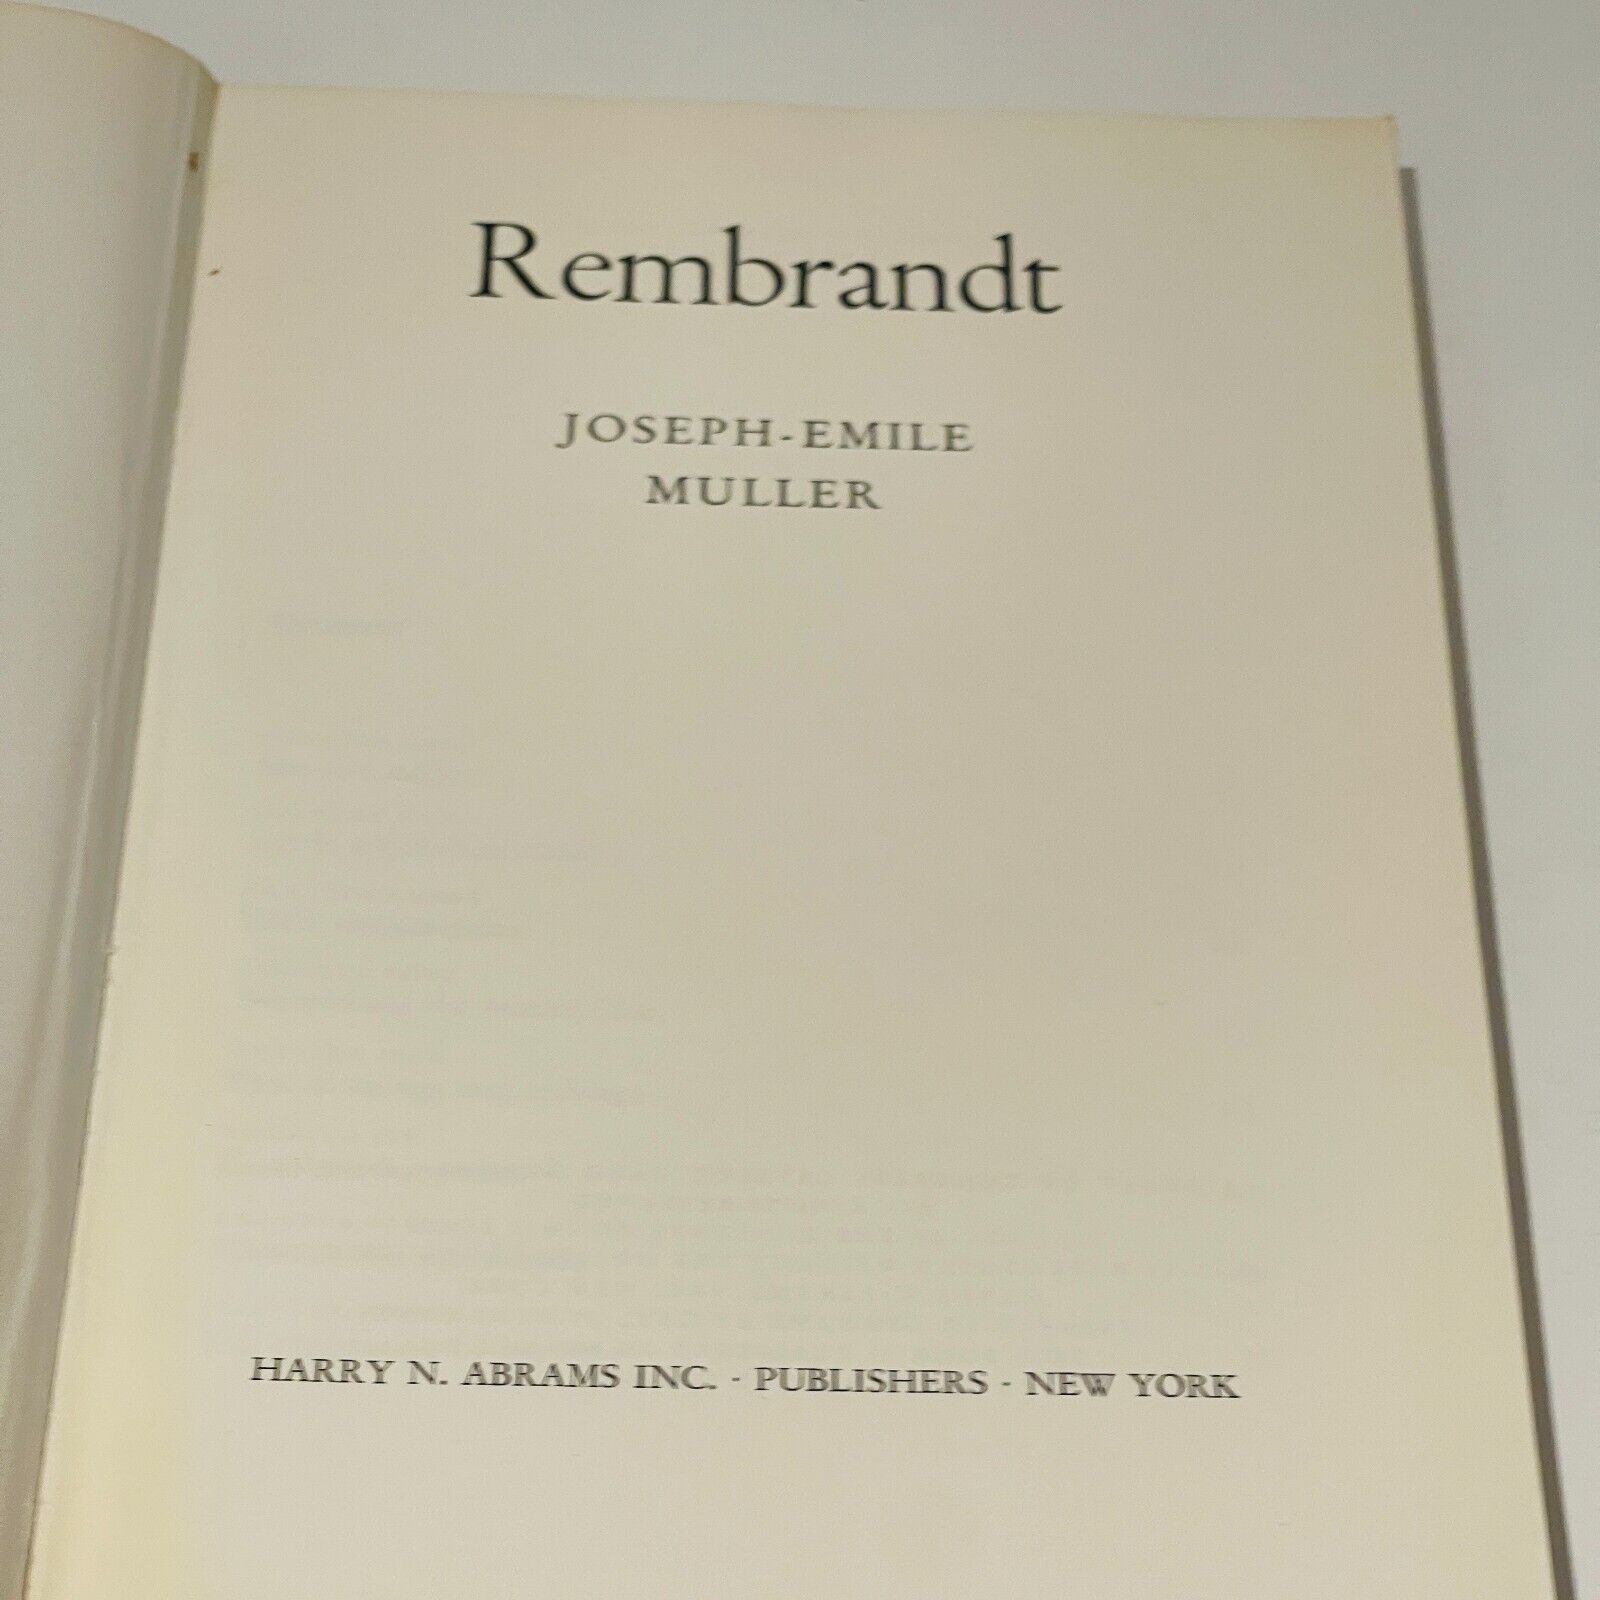 Rembrandt
JOSEPH-EMILE
MULLER
HARRY N. ABRAMS INC. · PUBLISHERS · NEW YORK